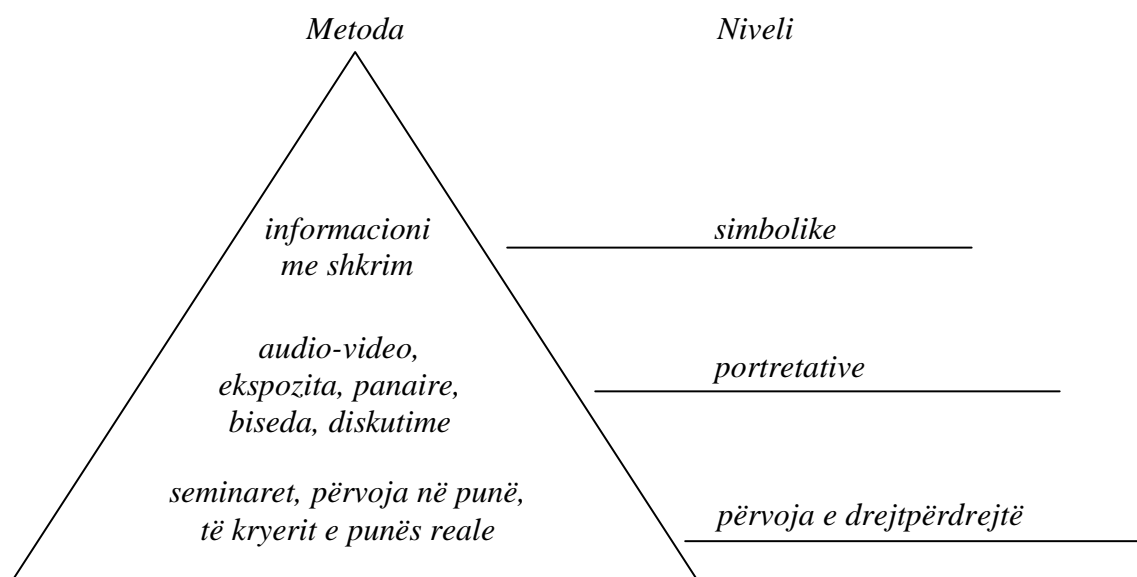 Metoda Niveli
informacioni
me shkrim
simbolike
audio-video,
ekspozita, panaire,
biseda, diskutime
portretative
seminaret, përvoja në punë,
të kryerit e punës reale
përvoja e drejtpërdrejtë